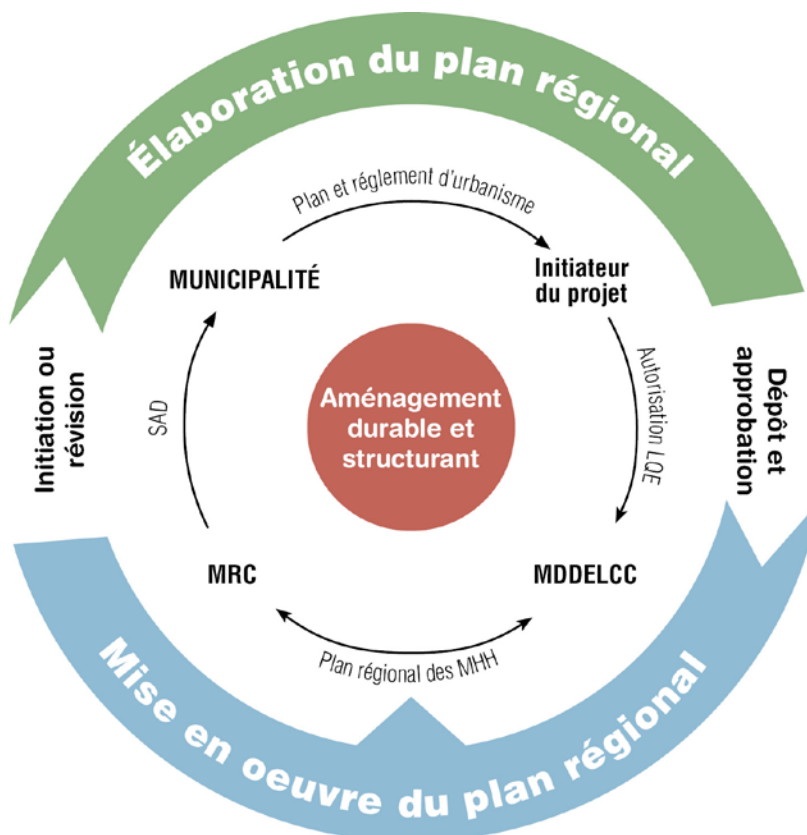 Élaboration du plan régional
Plan et réglement d'urbanisme
MUNICIPALITÉ
Initiateur
du projet
Initiation ou
révision
SAD
Aménagement
durable et
structurant
Autorisation LQE
Dépôt et
approbation
MRC
MDDELCC
Plan régional des MHH
Mise en oeuvre du plan régional